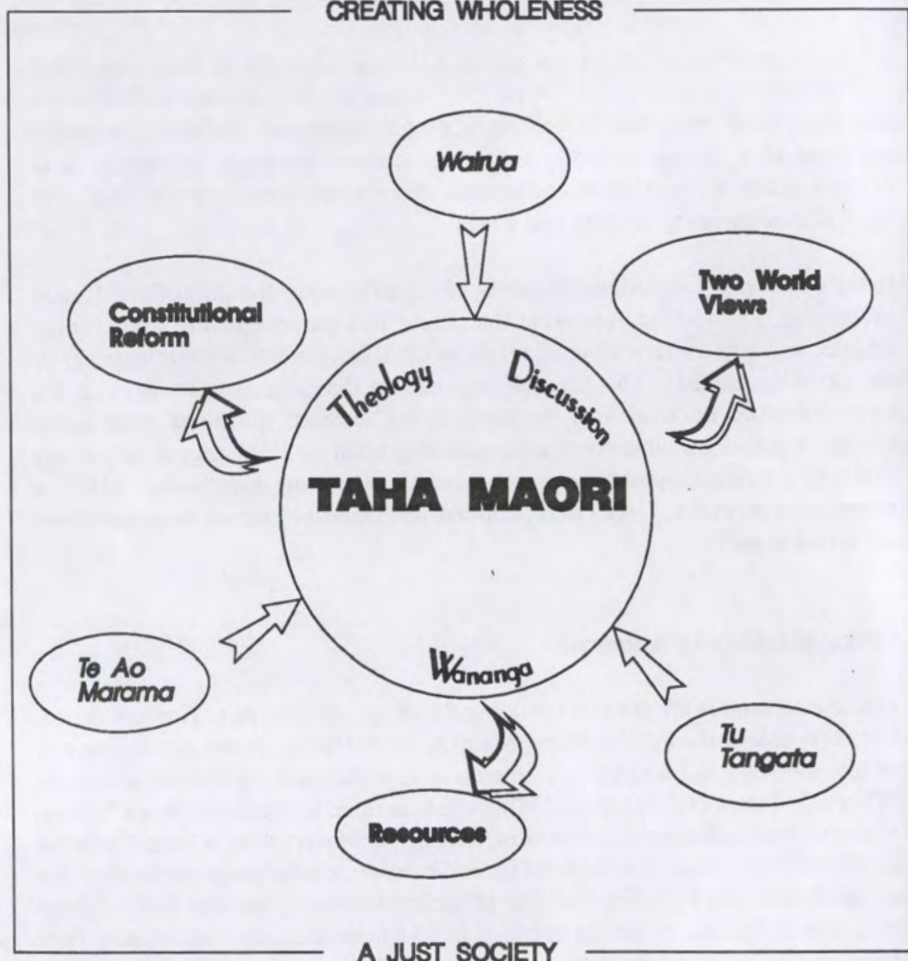 CREATING WHOLENESS
Wairua
Constitutional
Reform
Two World
Views
Theology
Discussion
TAHA MAORI
Te Ao
Marama
Wananga
Tu
Tangata
Resources
A JUST SOCIETY